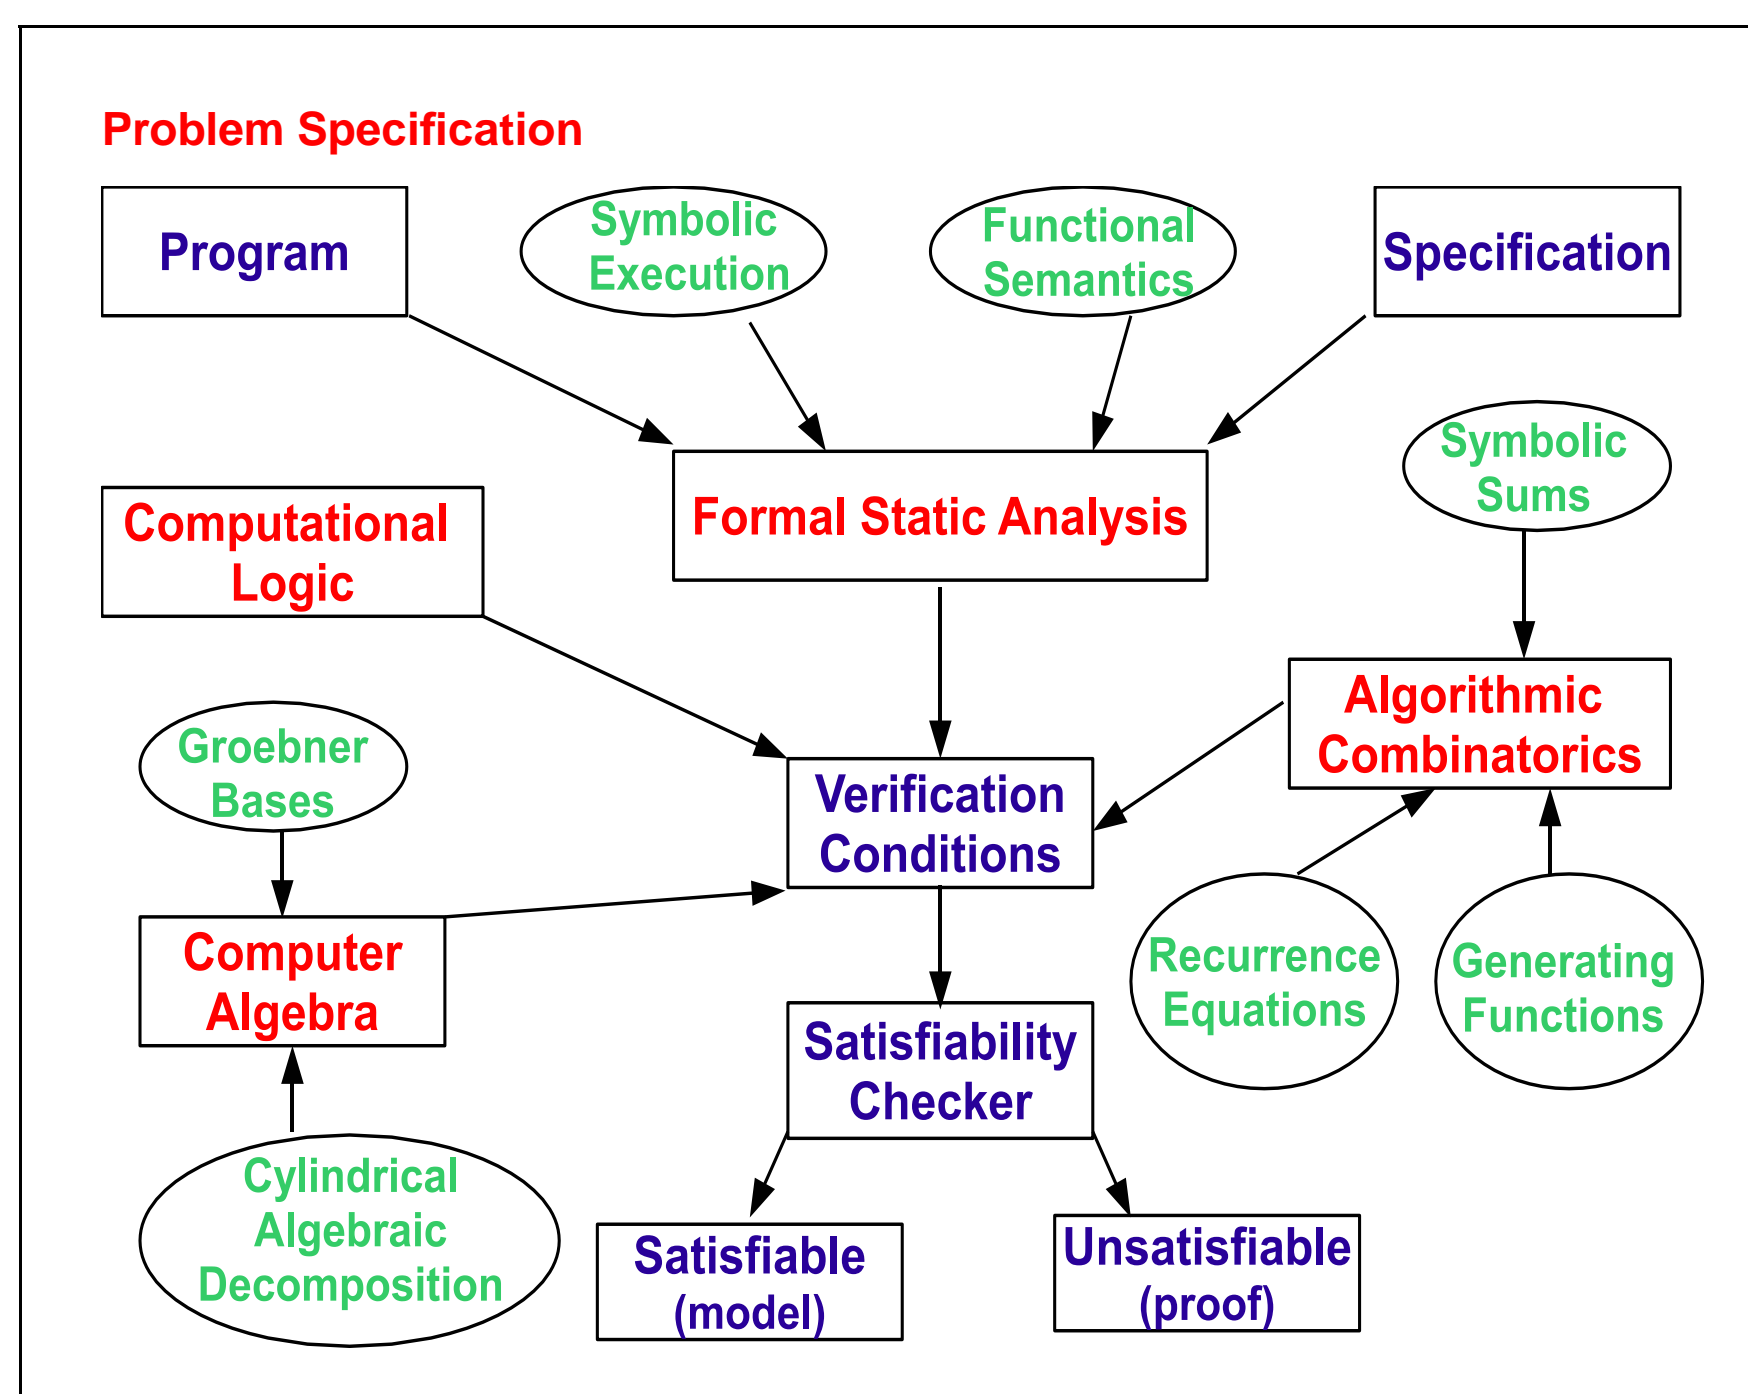 Problem Specification
Program
Symbolic
Execution
Functional
Semantics
Specification
Symbolic
Sums
Computational
Logic
Formal Static Analysis
Algorithmic
Combinatorics
Groebner
Bases
Verification
Conditions
Computer
Algebra
Recurrence
Equations
Generating
Functions
Satisfiability
Checker
Cylindrical
Algebraic
Decomposition
Satisfiable
(model)
Unsatisfiable
(proof)